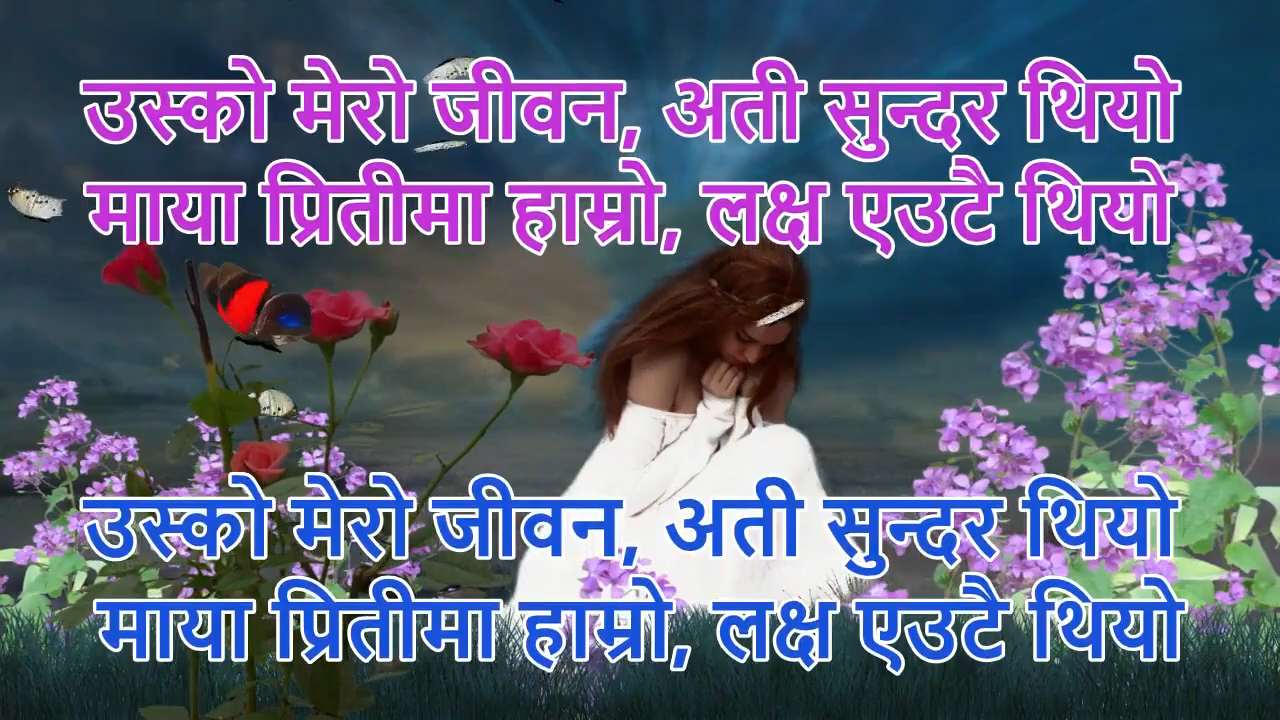 उस्को मेरो जीवन, अती सुन्दर थियो
माया प्रितीमा हाम्रो, लक्ष एउटै थियो
उस्को मेरो जीवन, अती सुन्दर थियो
माया प्रितीमा हाम्रो, लक्ष एउटै थियो